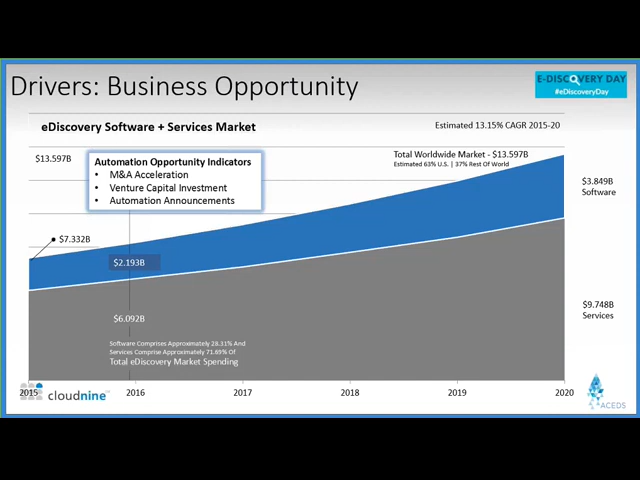 Drivers: Business Opportunity
E-DISCOVERY DAY
#eDiscoveryDay
eDiscovery Software + Services Market
Estimated 13.15% CAGR 2015-20
$13.597B
Automation Opportunity Indicators
• M&A Acceleration
• Venture Capital Investment
• Automation Announcements
Total Worldwide Market - $13.597B
Estimated 63% U.S. | 37% Rest Of World
$3.849B
Software
$7.332B
$2.193B
$9.748B
Services
$6.092B
Software Comprises Approximately 28.31% And
Services Comprise Approximately 71.69% Of
Total eDiscovery Market Spending
2015 2016 2017 2018 2019 2020
cloudnine
ACEDS